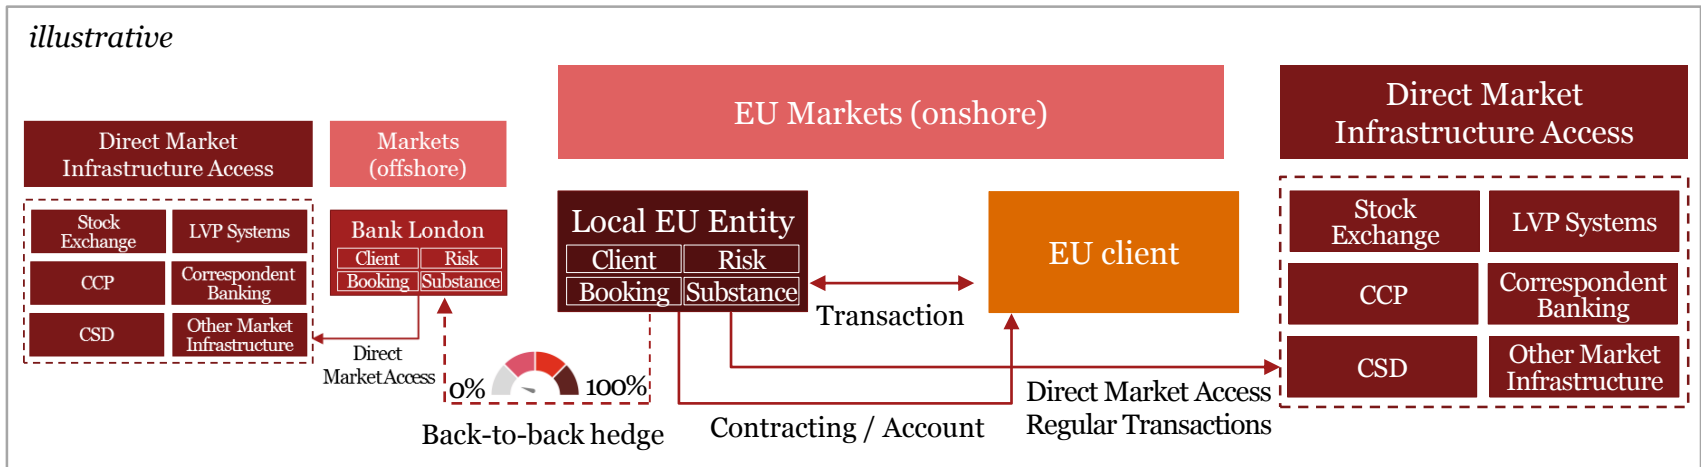 illustrative
Direct Market
Infrastructure Access
Stock
Exchange
LVP Systems
CCP
Correspondent
Banking
CSD
Other Market
Infrastructure
Markets
(offshore)
Bank London
Client
Risk
Booking
Substance
Direct
Market Access
0%
100%
Back-to-back hedge
EU Markets (onshore)
Local EU Entity
Client
Risk
Booking
Substance
Transaction
EU client
Contracting / Account
Direct Market Access
Regular Transactions
Direct Market
Infrastructure Access
Stock
Exchange
LVP Systems
CCP
Correspondent
Banking
CSD
Other Market
Infrastructure